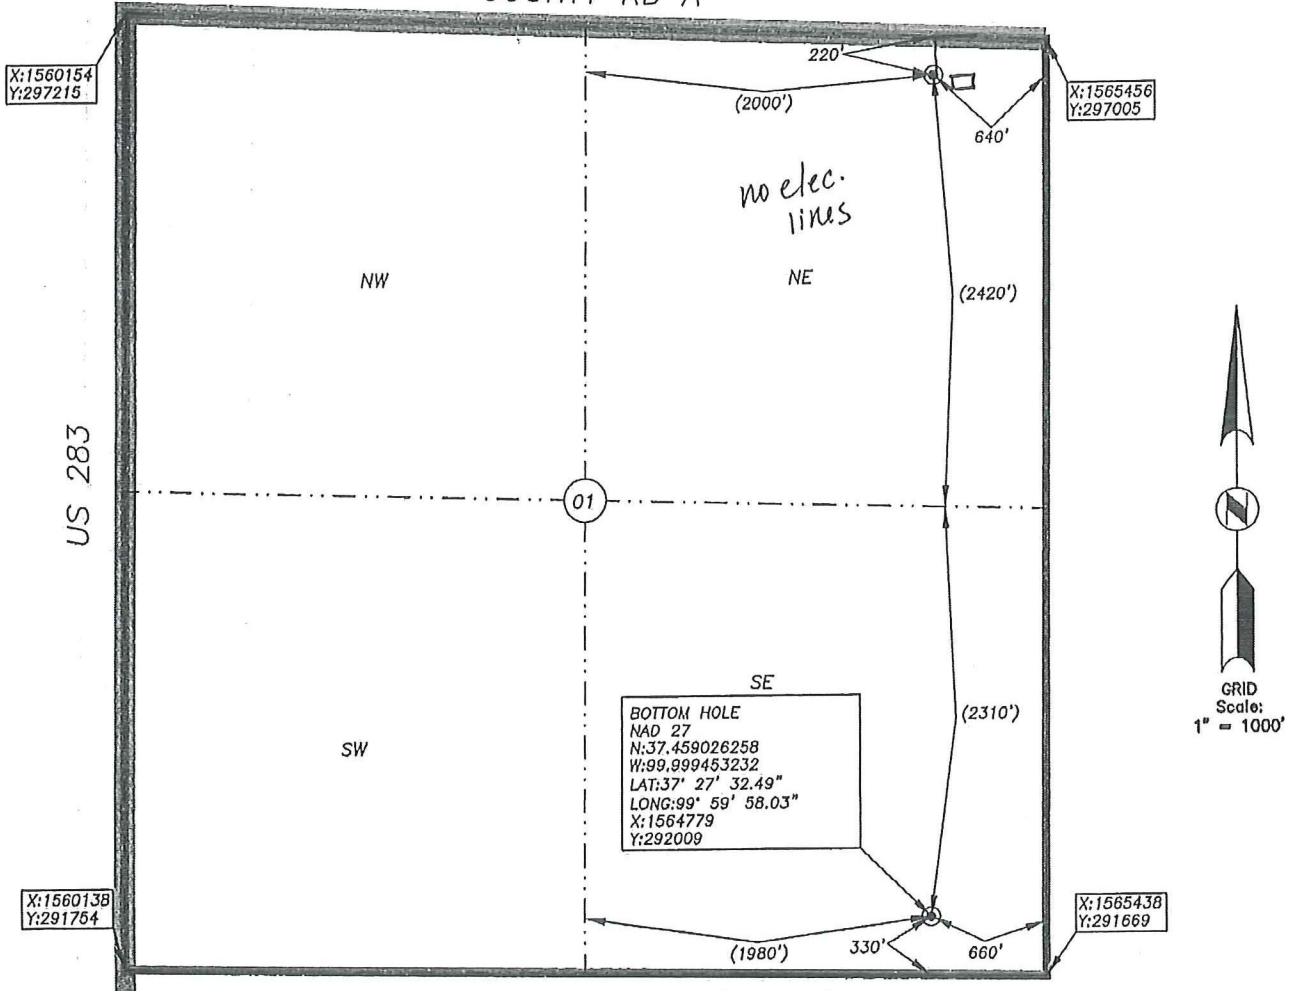 X:1560154
Y:297215
220'
(2000')
640'
X:1565456
Y:297005
no elec.
lines
NW
NE
(2420')
US 283
01
N
GRID
Scale:
1" = 1000'
SE
BOTTOM HOLE
NAD 27
N:37.459026258
W:99.999453232
LAT:37° 27' 32.49"
LONG:99° 59' 58.03"
X:1564779
Y:292009
(2310')
SW
X:1560138
Y:291754
(1980')
330'
660'
X:1565438
Y:291669